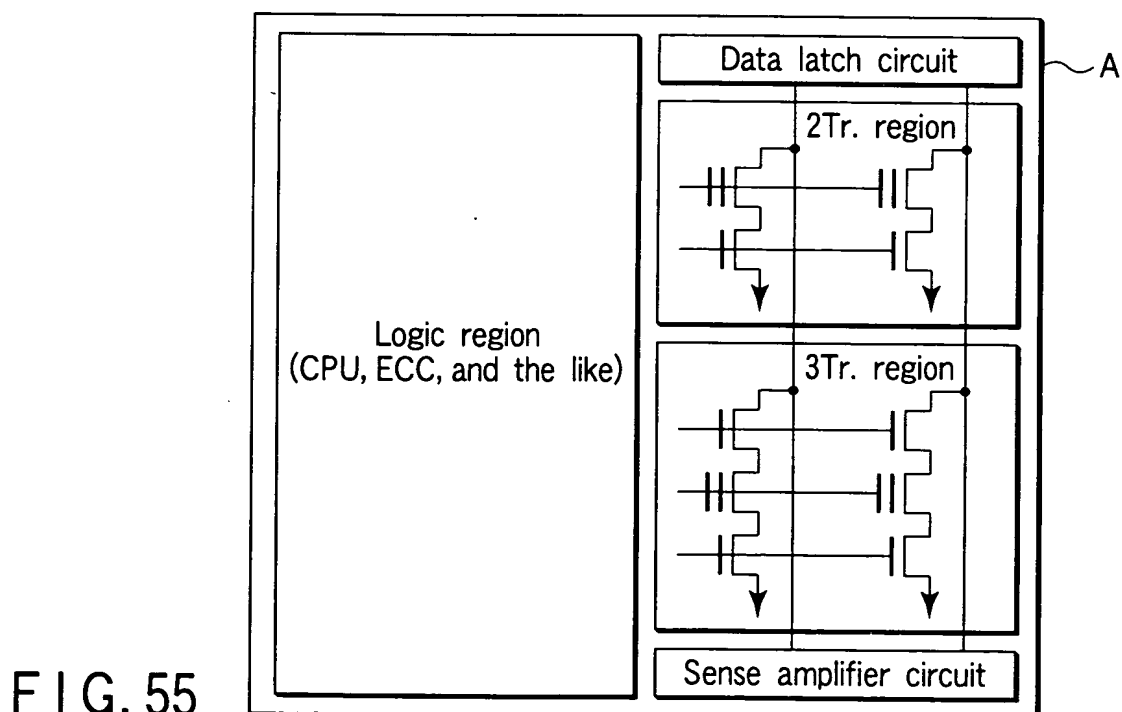 Data latch circuit
A
2Tr. region
Logic region
(CPU, ECC, and the like)
3Tr. region
Sense amplifier circuit
FIG. 55